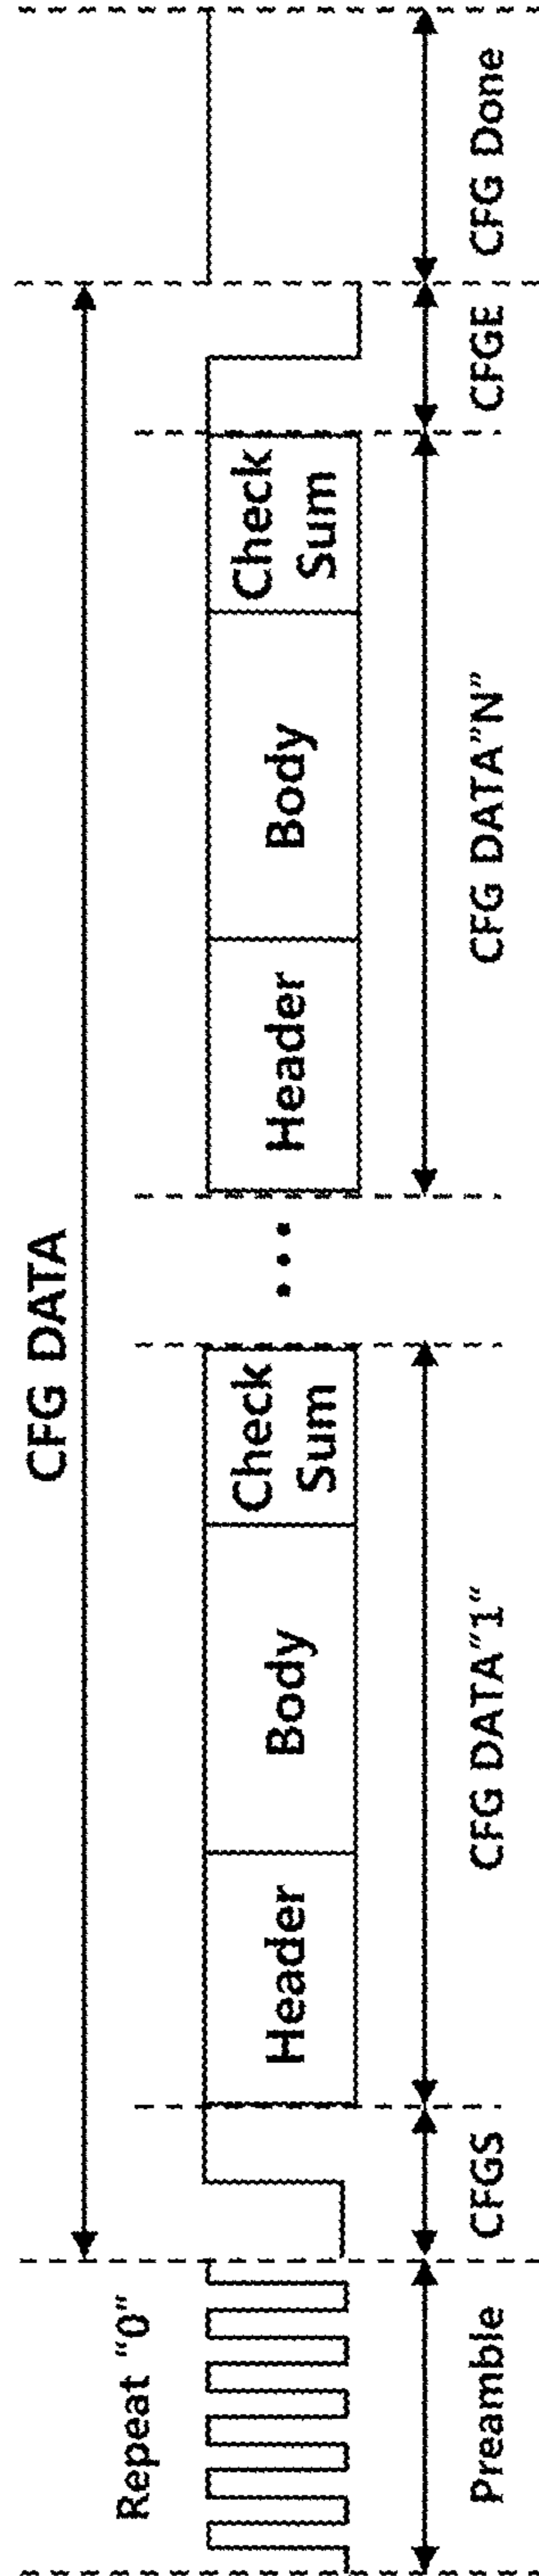 CFG DATA
Repeat "0"
Header
Body
Check
Sum
•••
Header
Body
Check
Sum
Preamble
CFGS
CFG DATA"1"
CFG DATA"N"
CFGE
CFG Done